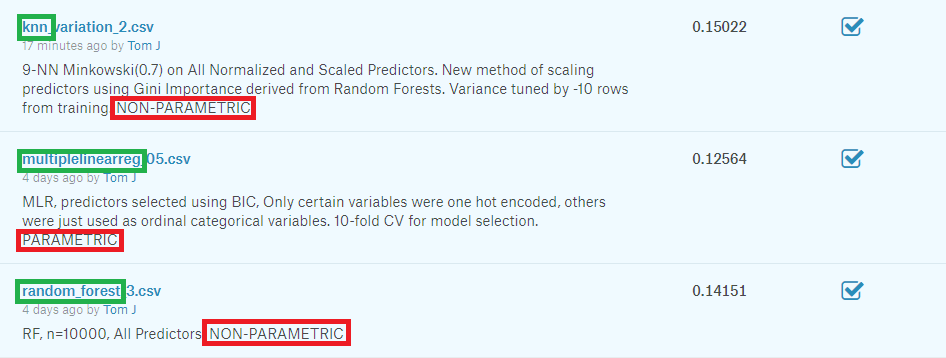 knn_variation_2.csv 0.15022
17 minutes ago by Tom J
9-NN Minkowski(0.7) on All Normalized and Scaled Predictors. New method of scaling
predictors using Gini Importance derived from Random Forests. Variance tuned by -10 rows
from training. NON-PARAMETRIC
multiplelinearreg_05.csv 0.12564
4 days ago by Tom J
MLR, predictors selected using BIC, Only certain variables were one hot encoded, others
were just used as ordinal categorical variables. 10-fold CV for model selection.
PARAMETRIC
random_forest_3.csv 0.14151
4 days ago by Tom J
RF, n=10000, All Predictors NON-PARAMETRIC